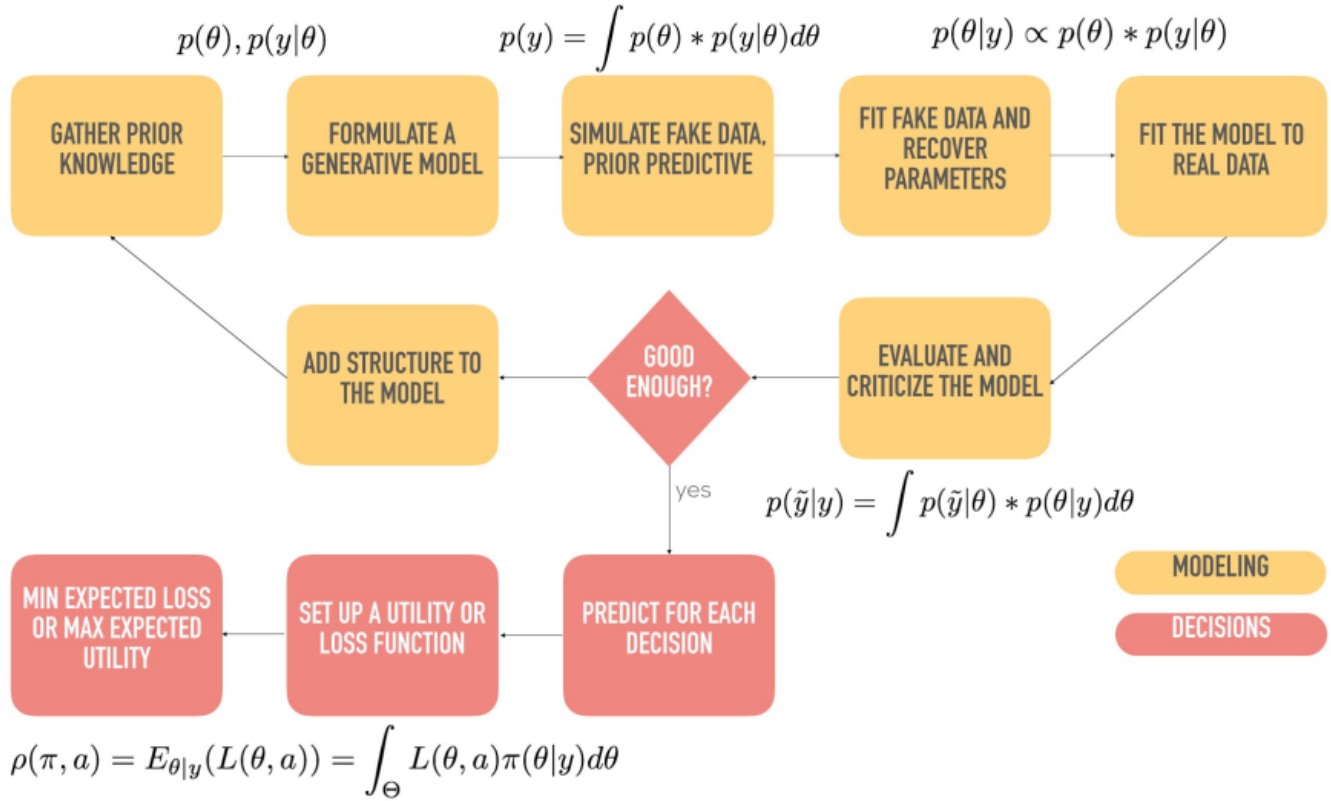 p(θ), p(y|θ)
p(y) = ∫ p(θ) * p(y|θ)dθ
p(θ|y) ∝ p(θ) * p(y|θ)
GATHER PRIOR
KNOWLEDGE
FORMULATE A
GENERATIVE MODEL
SIMULATE FAKE DATA,
PRIOR PREDICTIVE
FIT FAKE DATA AND
RECOVER
PARAMETERS
FIT THE MODEL TO
REAL DATA
ADD STRUCTURE TO
THE MODEL
GOOD
ENOUGH?
EVALUATE AND
CRITICIZE THE MODEL
yes
p(ỹ|y) = ∫ p(ỹ|θ) * p(θ|y)dθ
MIN EXPECTED LOSS
OR MAX EXPECTED
UTILITY
SET UP A UTILITY OR
LOSS FUNCTION
PREDICT FOR EACH
DECISION
MODELING
DECISIONS
ρ(π, a) = E_{θ|y}(L(θ, a)) = ∫_Θ L(θ, a)π(θ|y)dθ